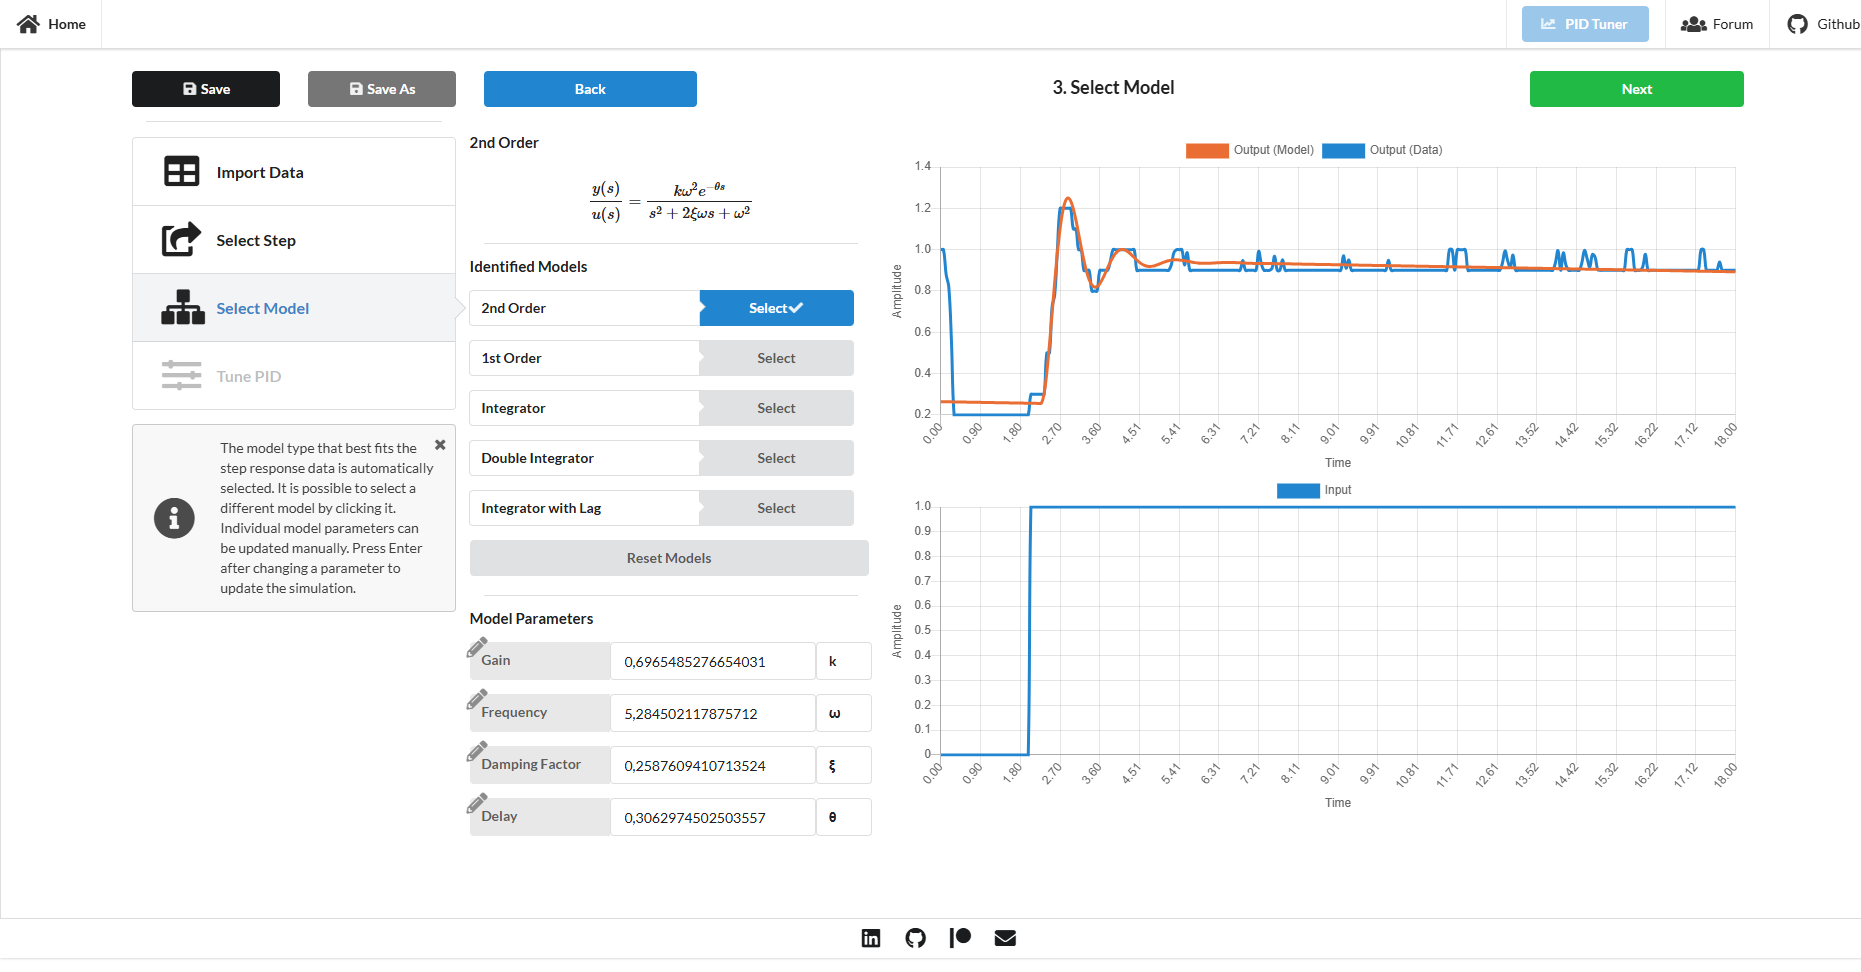 Home
PID Tuner
Forum
Github
Save
Save As
Back
3. Select Model
Next
Import Data
Select Step
Select Model
Tune PID
The model type that best fits the
step response data is automatically
selected. It is possible to select a
different model by clicking it.
Individual model parameters can
be updated manually. Press Enter
after changing a parameter to
update the simulation.
2nd Order
y(s)/u(s) = kω²e^{-θs} / s² + 2ξωs + ω²
Identified Models
2nd Order Select
1st Order Select
Integrator Select
Double Integrator Select
Integrator with Lag Select
Reset Models
Model Parameters
Gain 0,6965485276654031 k
Frequency 5,284502117875712 ω
Damping Factor 0,2587609410713524 ξ
Delay 0,3062974502503557 θ
Output (Model) Output (Data)
1.4
1.2
1.0
0.8
0.6
0.4
0.2
Amplitude
0.00 0.90 1.80 2.70 3.60 4.51 5.41 6.31 7.21 8.11 9.01 9.91 10.81 11.71 12.61 13.52 14.42 15.32 16.22 17.12 18.00
Time
Input
1.0
0.9
0.8
0.7
0.6
0.5
0.4
0.3
0.2
0.1
0
Amplitude
0.00 0.90 1.80 2.70 3.60 4.51 5.41 6.31 7.21 8.11 9.01 9.91 10.81 11.71 12.61 13.52 14.42 15.32 16.22 17.12 18.00
Time